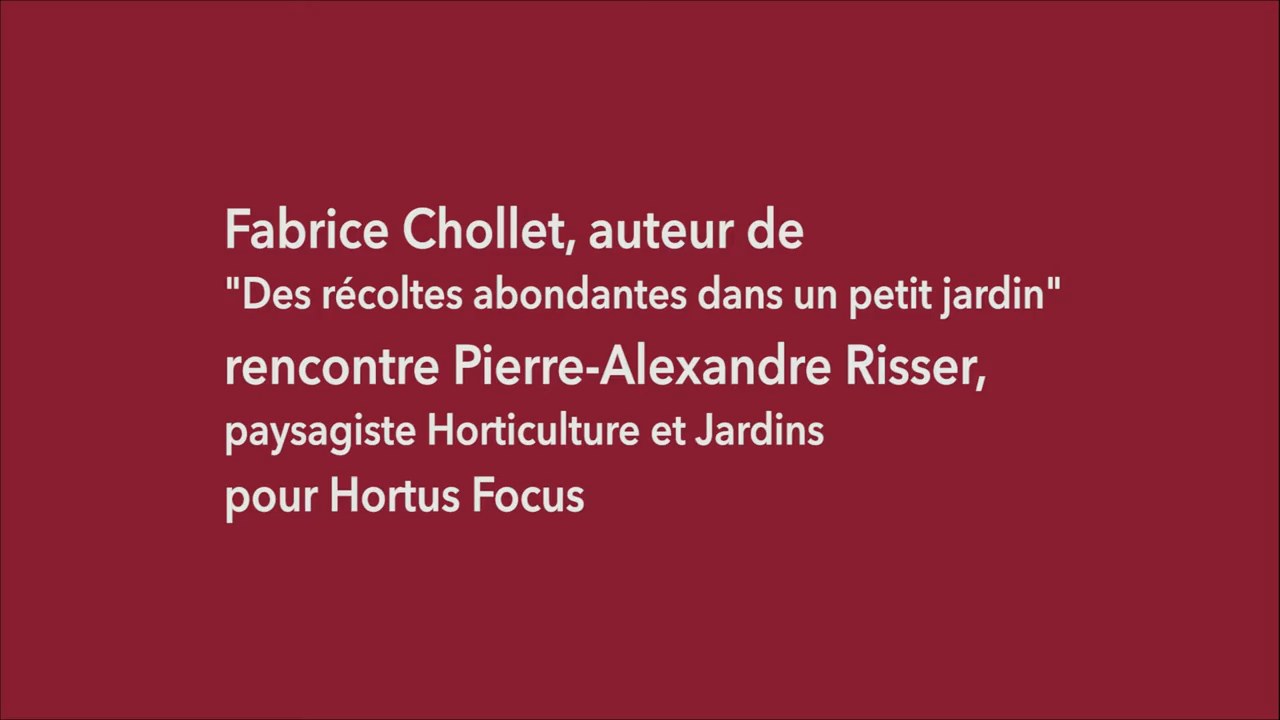 Fabrice Chollet, auteur de
"Des récoltes abondantes dans un petit jardin"
rencontre Pierre-Alexandre Risser,
paysagiste Horticulture et Jardins
pour Hortus Focus